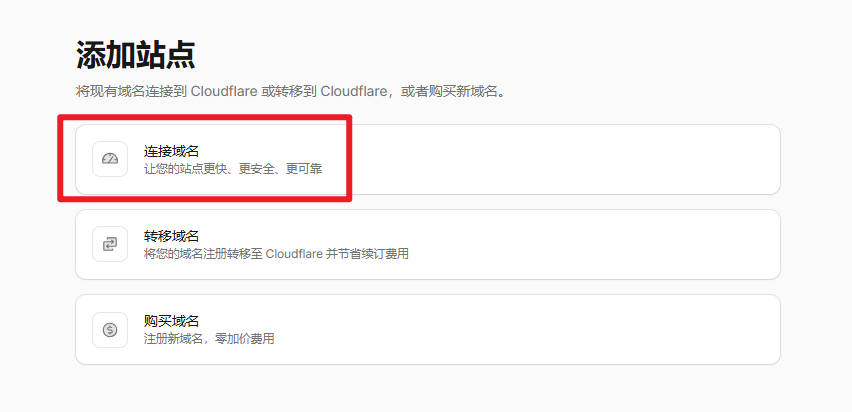 添加站点
将现有域名连接到 Cloudflare 或转移到 Cloudflare，或者购买新域名。
连接域名
让您的站点更快、更安全、更可靠
转移域名
将您的域名注册转移至 Cloudflare 并节省续订费用
购买域名
注册新域名，零加价费用